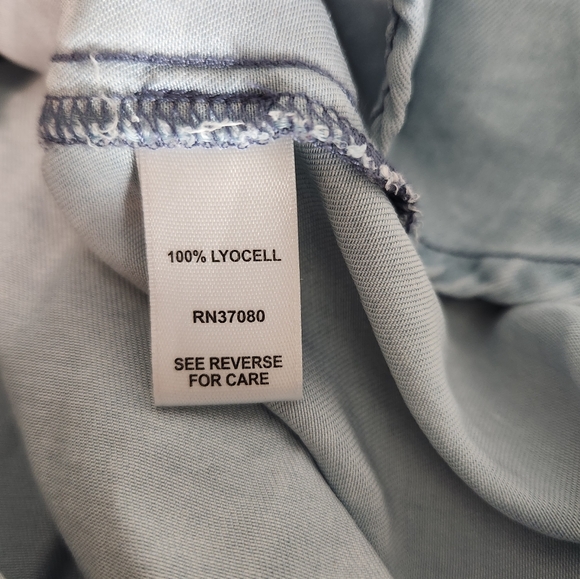 100% LYOCELL
RN37080
SEE REVERSE
FOR CARE